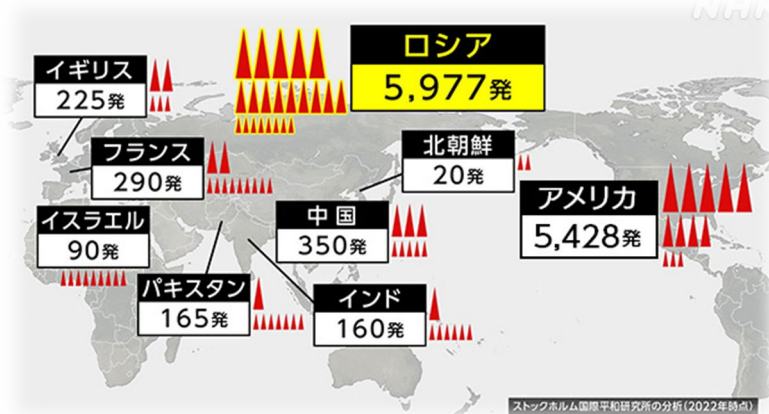 NHK
ロシア
5,977発
イギリス
225発
フランス
290発
北朝鮮
20発
アメリカ
5,428発
イスラエル
90発
中国
350発
パキスタン
165発
インド
160発
ストックホルム国際平和研究所の分析(2022年時点)